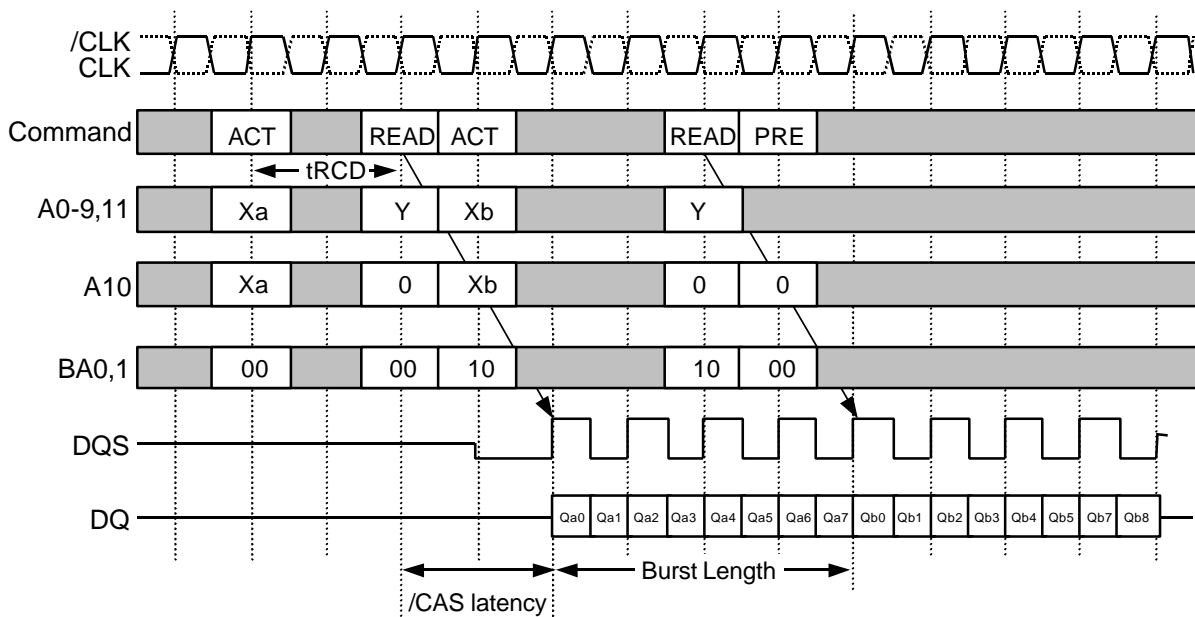 /CLK
CLK
Command ACT READ ACT READ PRE
tRCD
A0-9,11 Xa Y Xb Y
A10 Xa 0 Xb 0 0
BA0,1 00 00 10 10 00
DQS
DQ Qa0 Qa1 Qa2 Qa3 Qa4 Qa5 Qa6 Qa7 Qb0 Qb1 Qb2 Qb3 Qb4 Qb5 Qb7 Qb8
Burst Length
/CAS latency